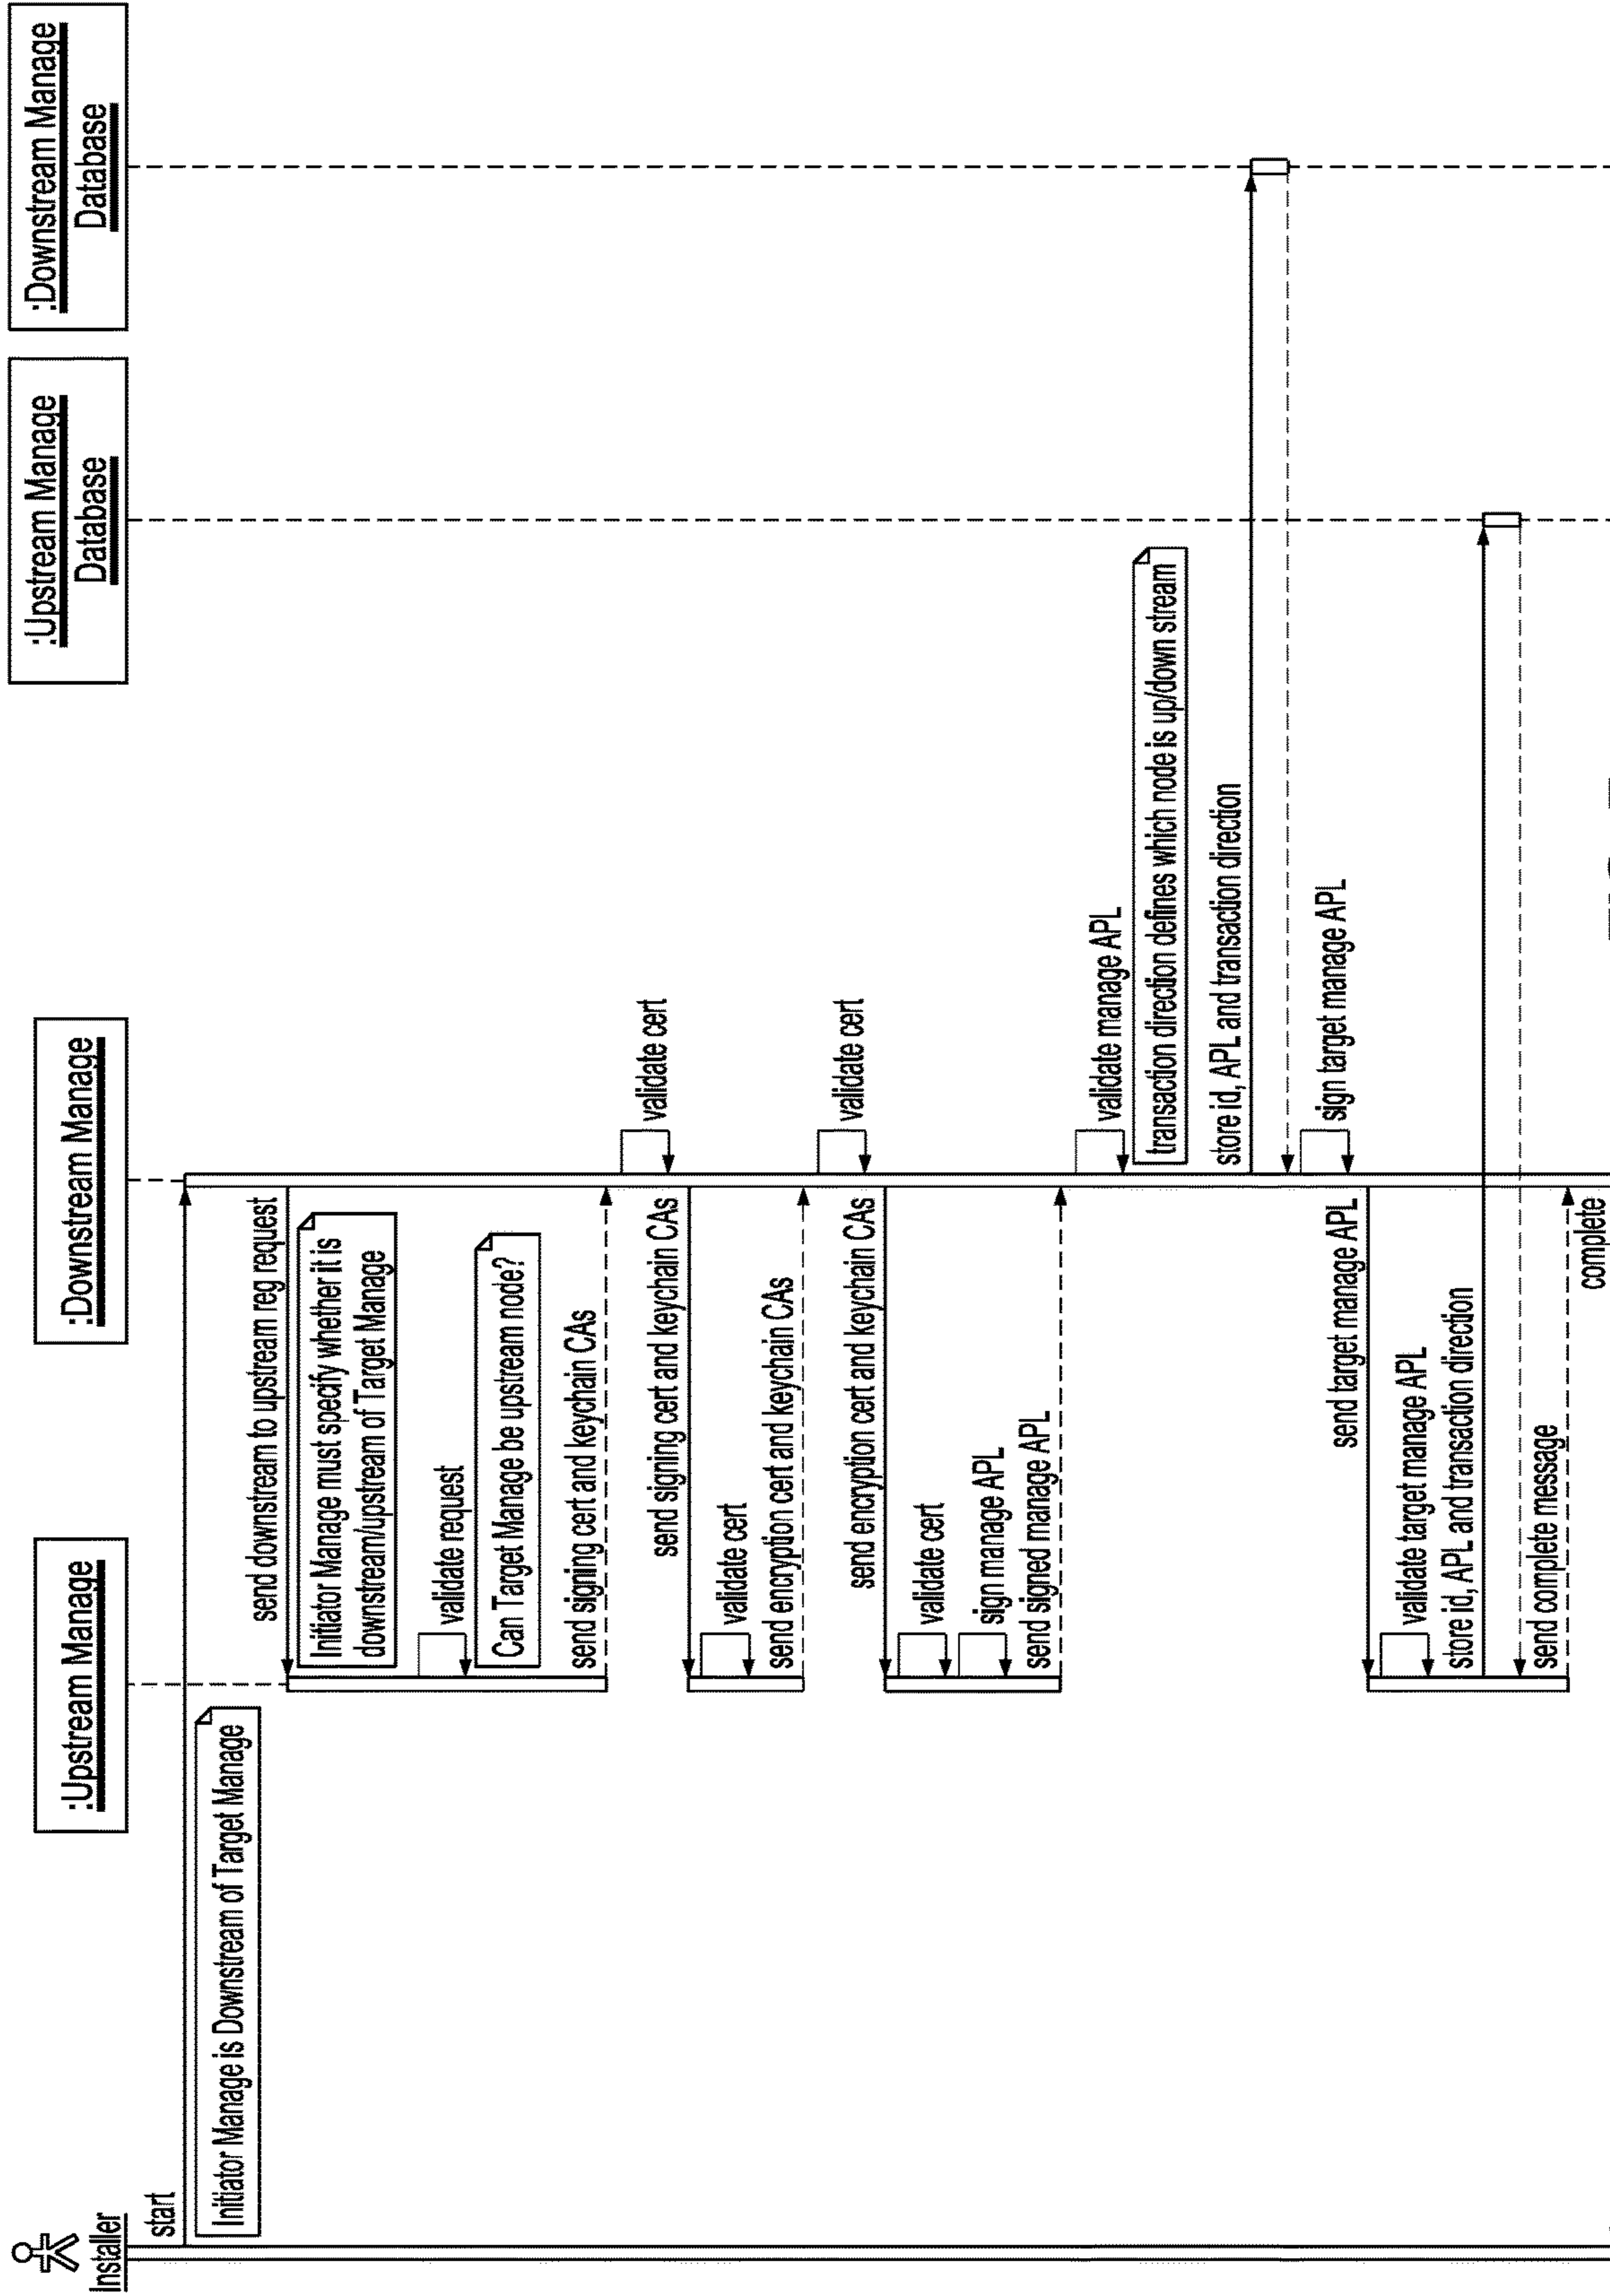 Installer
:Upstream Manage
:Downstream Manage
:Upstream Manage
Database
:Downstream Manage
Database
start
Initiator Manage is Downstream of Target Manage
send downstream to upstream reg request
Initiator Manage must specify whether it is
downstream/upstream of Target Manage
validate request
Can Target Manage be upstream node?
send signing cert and keychain CAs
validate cert
send signing cert and keychain CAs
validate cert
send encryption cert and keychain CAs
validate cert
send encryption cert and keychain CAs
validate cert
sign manage APL
send signed manage APL
validate manage APL
transaction direction defines which node is up/down stream
store id, APL and transaction direction
sign target manage APL
send target manage APL
validate target manage APL
store id, APL and transaction direction
send complete message
complete